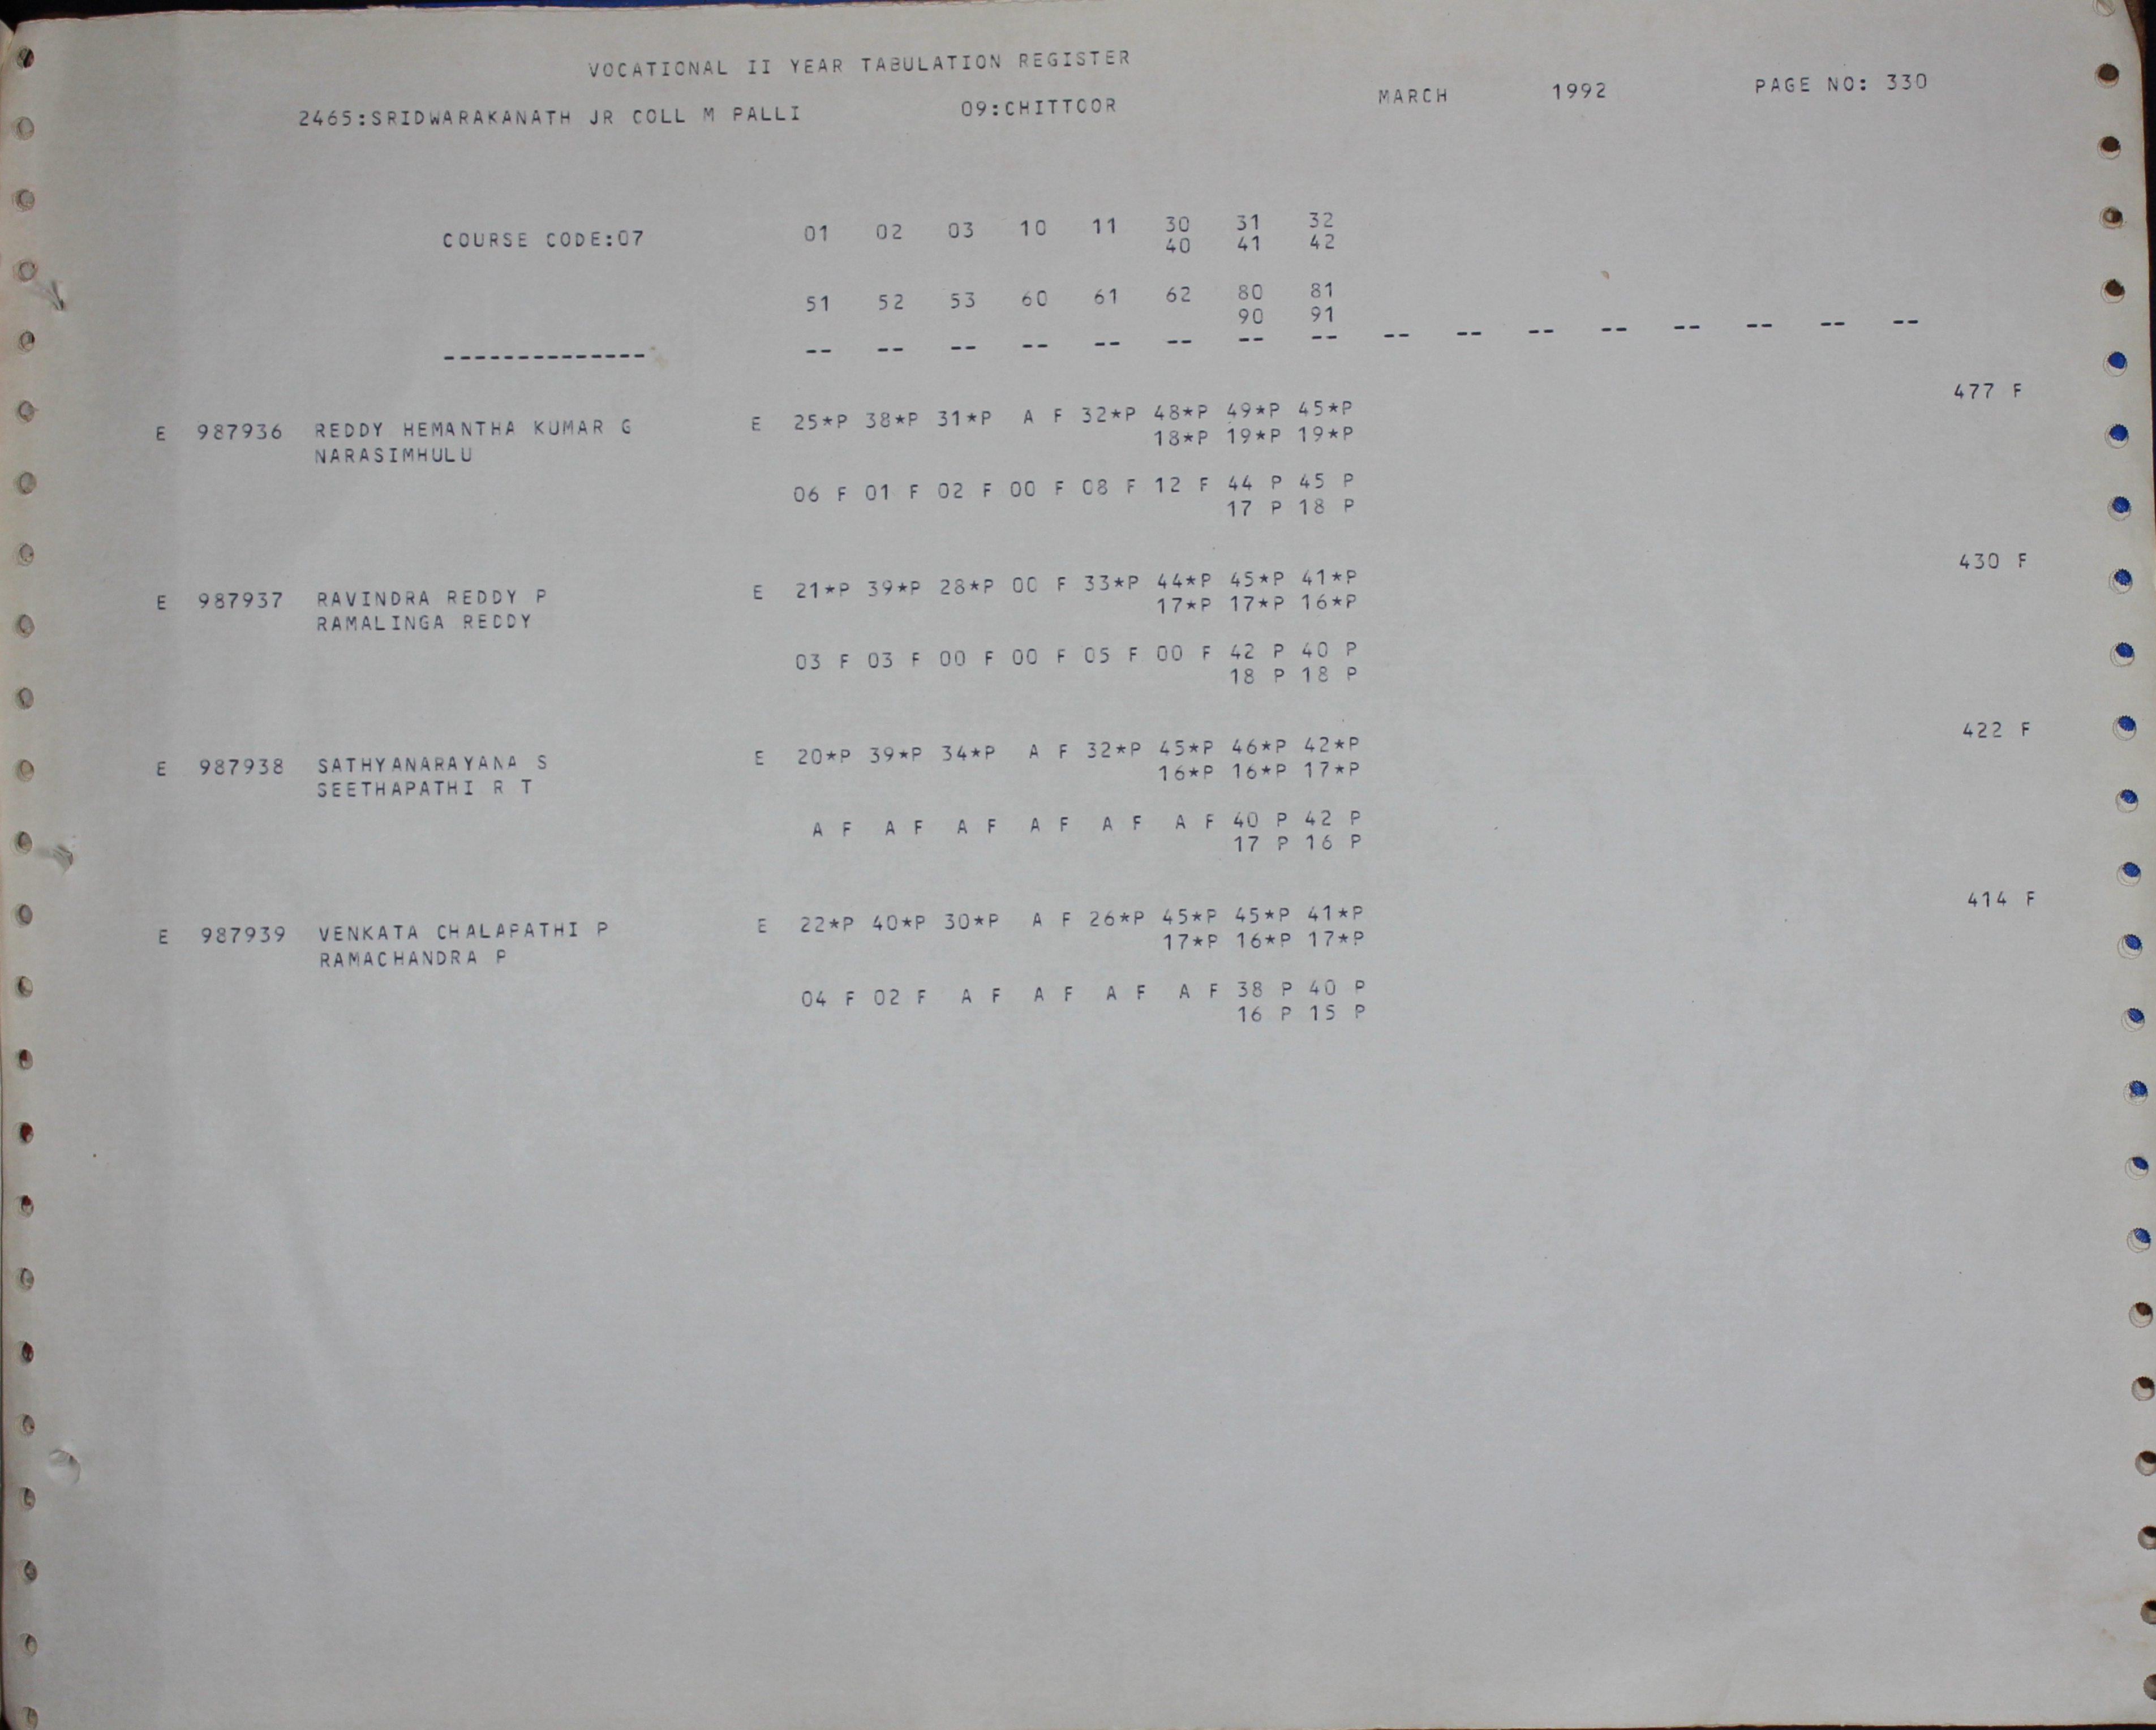 VOCATIONAL II YEAR TABULATION REGISTER
2465:SRIDWARAKANATH JR COLL M PALLI 09:CHITTOOR MARCH 1992 PAGE NO: 330
COURSE CODE:07 01 02 03 10 11 30 31 32
40 41 42
51 52 53 60 61 62 80 81
90 91
-------------- -- -- -- -- -- -- -- -- -- -- -- -- -- -- -- --
E 987936 REDDY HEMANTHA KUMAR G E 25*P 38*P 31*P A F 32*P 48*P 49*P 45*P 477 F
NARASIMHULU 18*P 19*P 19*P
06 F 01 F 02 F 00 F 08 F 12 F 44 P 45 P
17 P 18 P
E 987937 RAVINDRA REDDY P E 21*P 39*P 28*P 00 F 33*P 44*P 45*P 41*P 430 F
RAMALINGA REDDY 17*P 17*P 16*P
03 F 03 F 00 F 00 F 05 F 00 F 42 P 40 P
18 P 18 P
E 987938 SATHYANARAYANA S E 20*P 39*P 34*P A F 32*P 45*P 46*P 42*P 422 F
SEETHAPATHI R T 16*P 16*P 17*P
A F A F A F A F A F A F 40 P 42 P
17 P 16 P
E 987939 VENKATA CHALAPATHI P E 22*P 40*P 30*P A F 26*P 45*P 45*P 41*P 414 F
RAMACHANDRA P 17*P 16*P 17*P
04 F 02 F A F A F A F A F 38 P 40 P
16 P 15 P